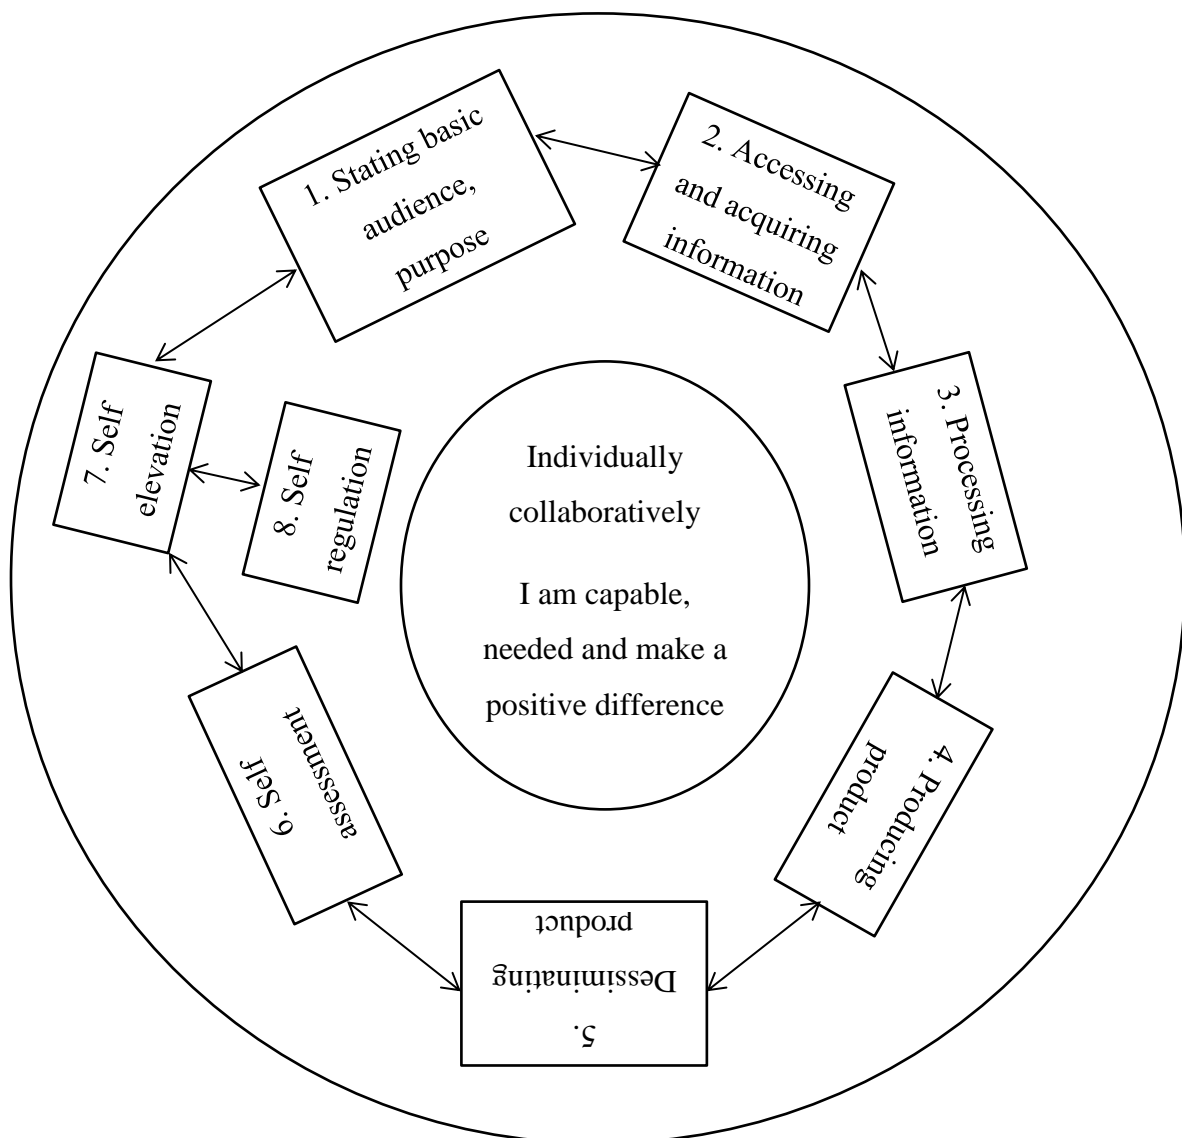 1. Stating basic
audience,
purpose
2. Accessing
and acquiring
information
3. Processing
information
4. Producing
product
5.
Dessiminating
product
6. Self
assessment
7. Self
elevation
8. Self
regulation
Individually
collaboratively
I am capable,
needed and make a
positive difference